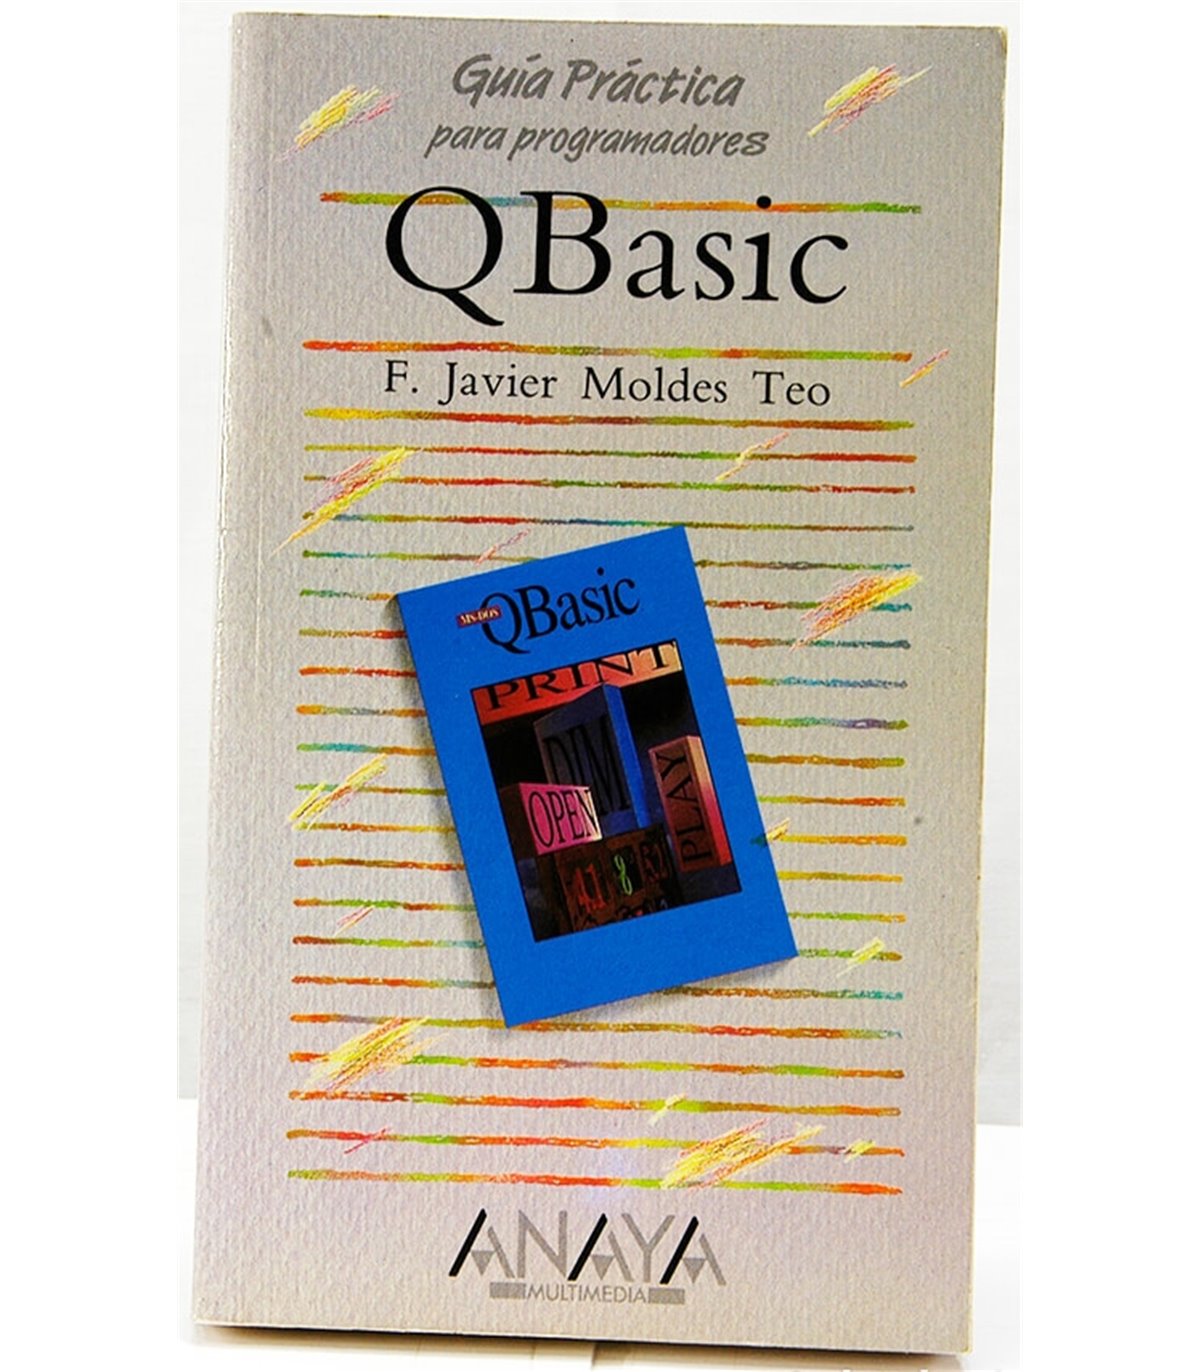 Guía Práctica
para programadores
QBasic
F. Javier Moldes Teo
MS-DOS
QBasic
PRINT
DIM
OPEN
PLAY
ANAYA
MULTIMEDIA